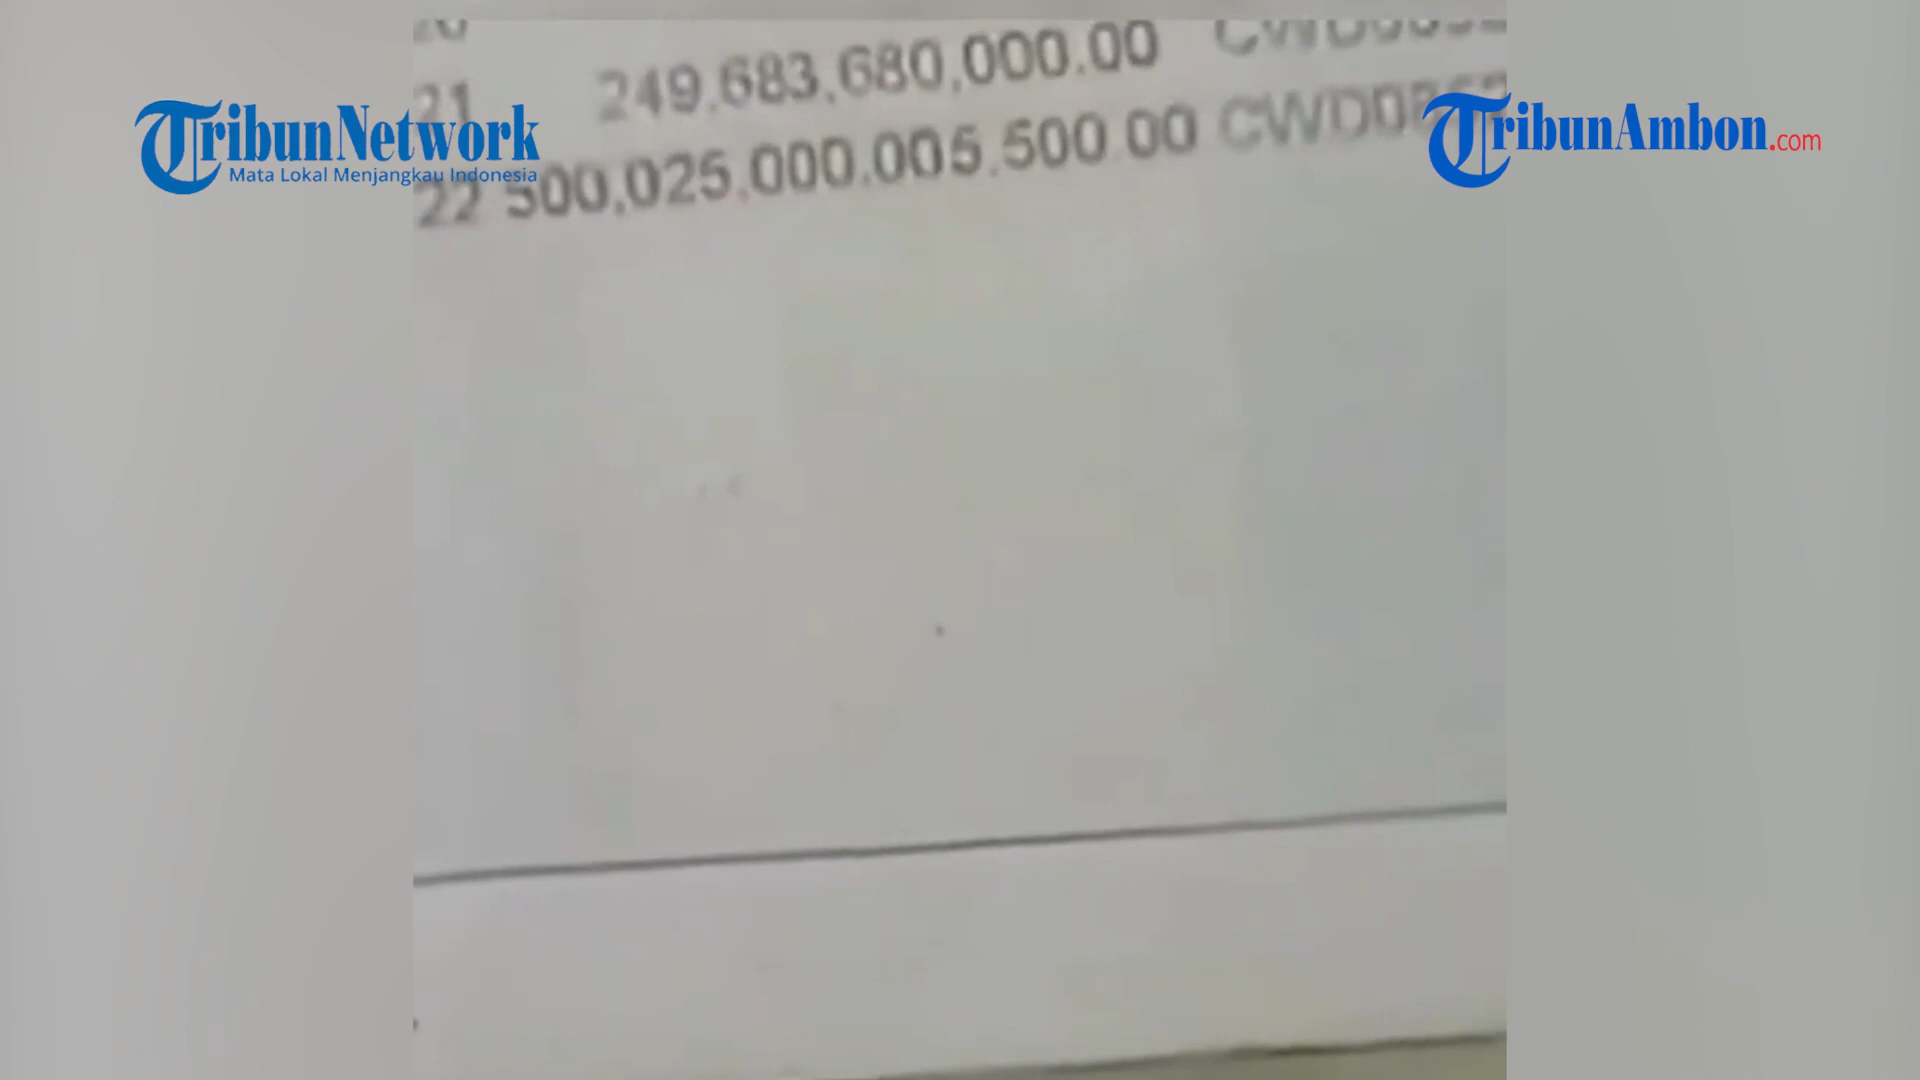 21 249,683,680,000.00
22 500,025,000,005,500.00
TribunNetwork
Mata Lokal Menjangkau Indonesia
TribunAmbon.com